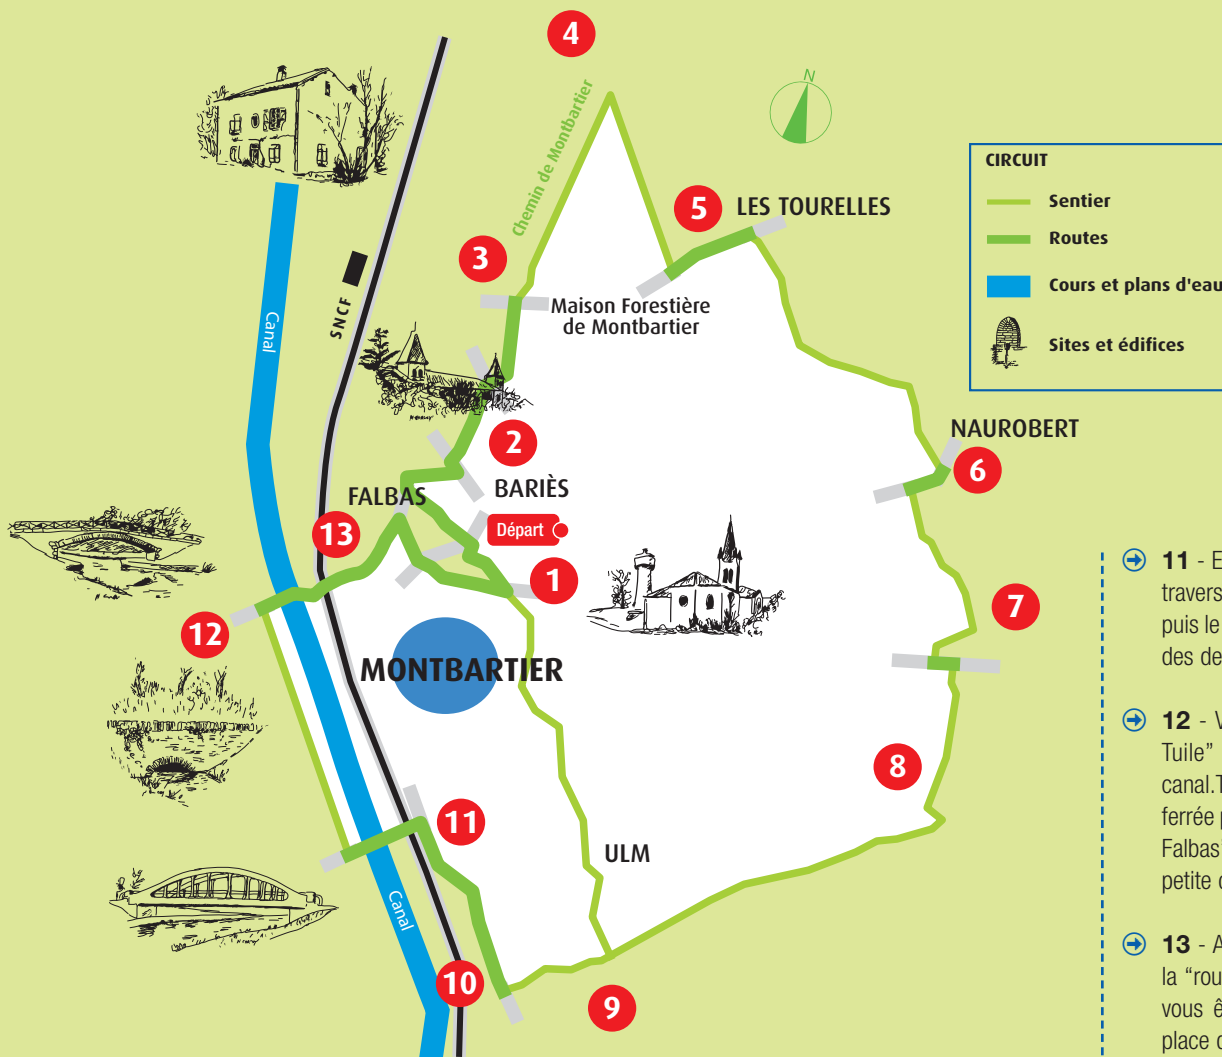 4
N
Chemin de Montbartier
CIRCUIT
Sentier
Routes
Cours et plans d'eau
Sites et édifices
5
LES TOURELLES
3
SNCF
Canal
Maison Forestière
de Montbartier
2
NAUROBERT
6
FALBAS
BARIÈS
13
Départ
1
7
12
MONTBARTIER
8
11
ULM
Canal
10
9
11 - E
travers
puis le
des de
12 - V
Tuile”
canal.T
ferrée p
Falbas
petite c
13 - A
la “rou
vous ê
place c